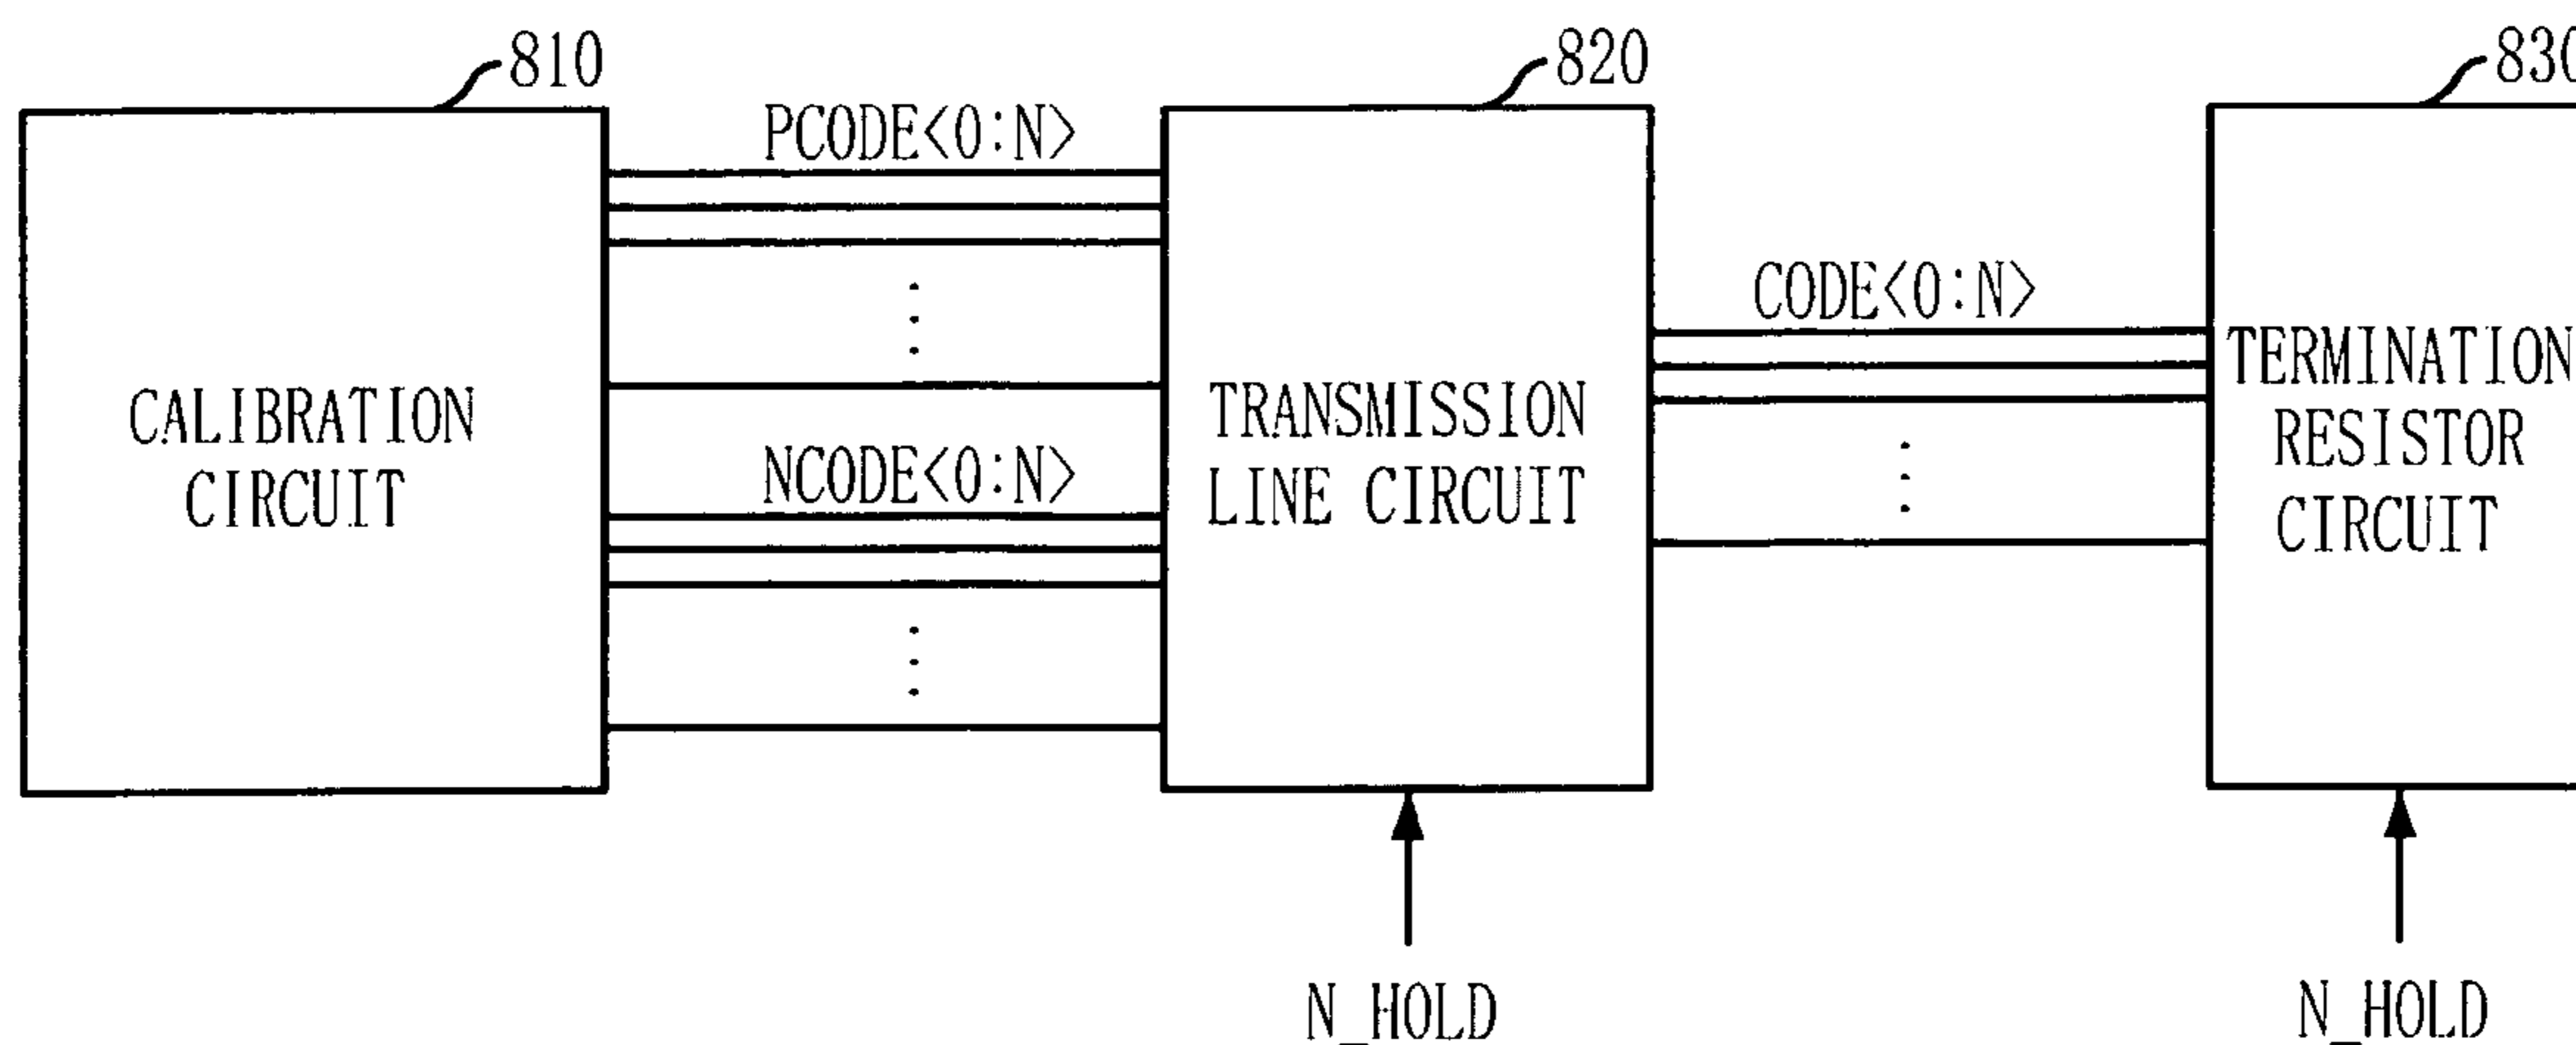 810
820
830
PCODE<0:N>
CODE<0:N>
CALIBRATION
CIRCUIT
NCODE<0:N>
TRANSMISSION
LINE CIRCUIT
TERMINATION
RESISTOR
CIRCUIT
N_HOLD
N_HOLD